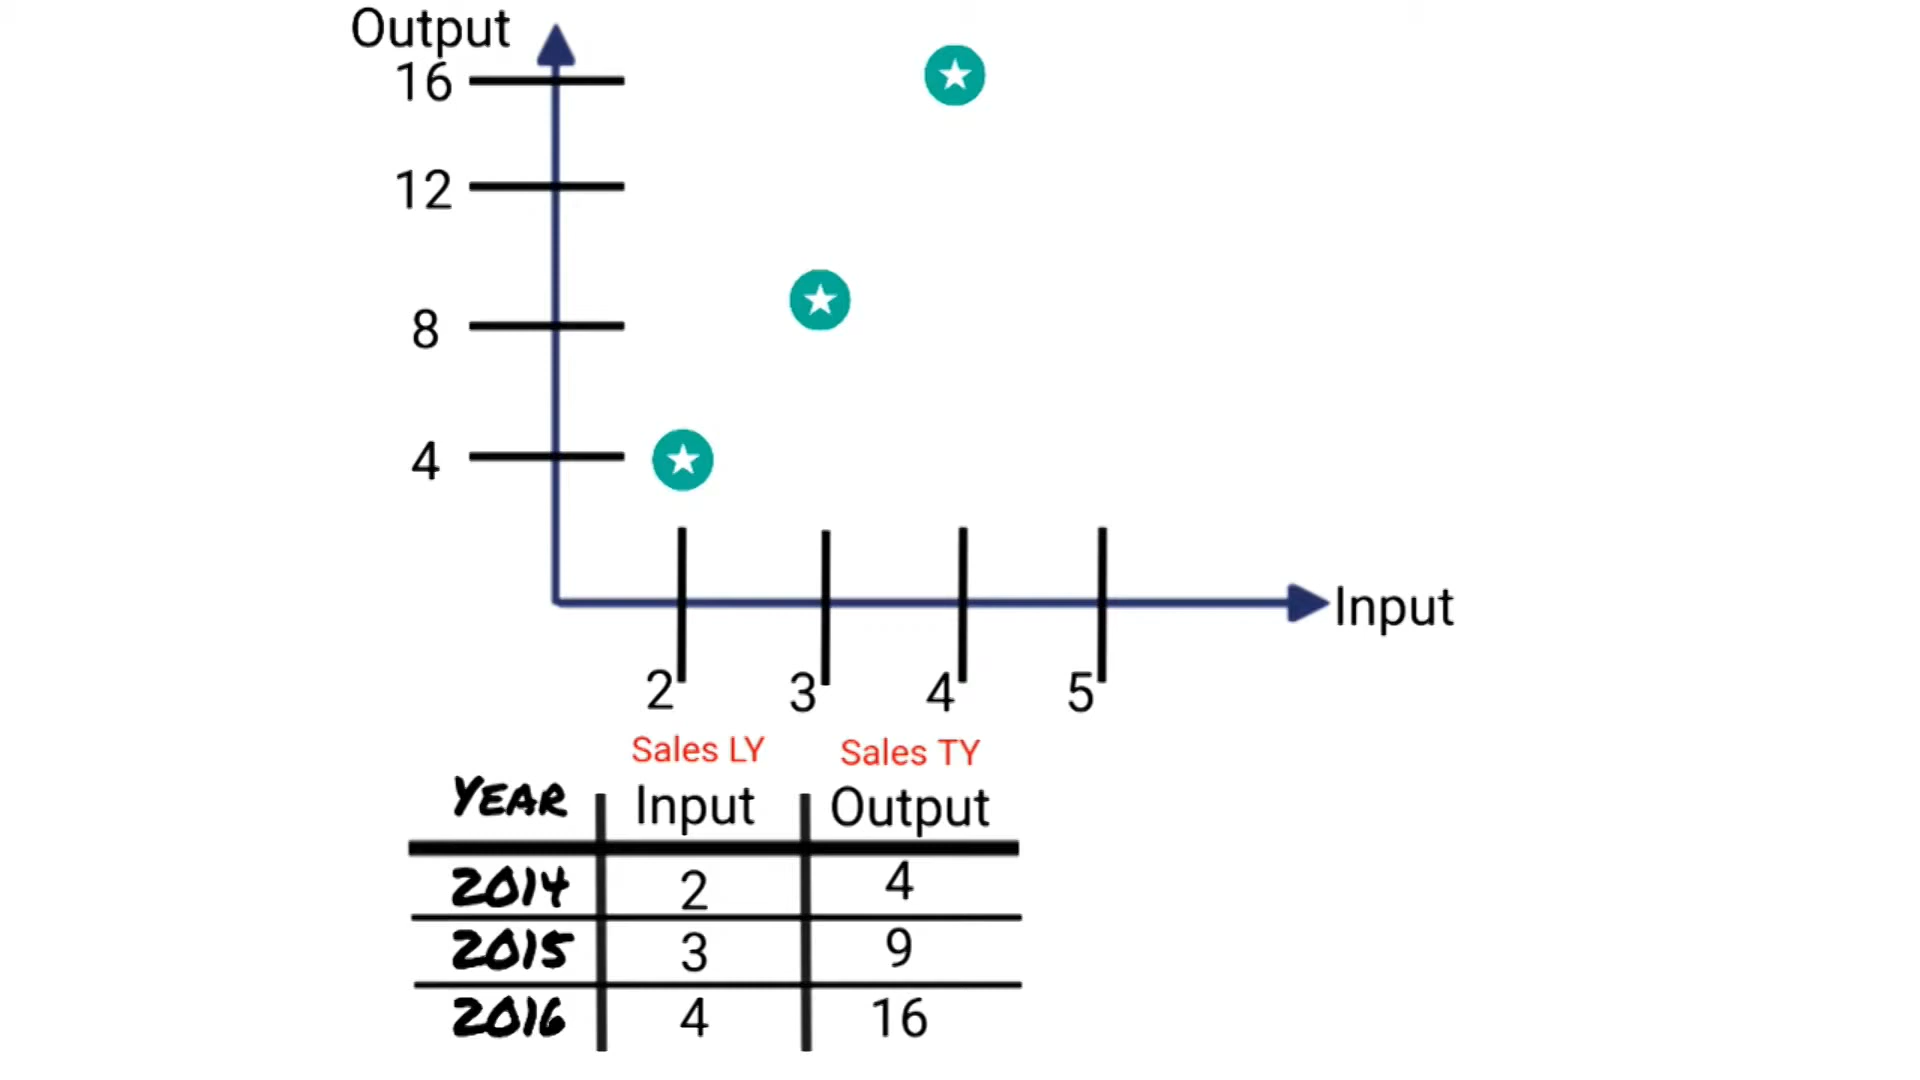 Output
16
12
8
4
Input
2 3 4 5
Sales LY Sales TY
YEAR Input Output
2014 2 4
2015 3 9
2016 4 16